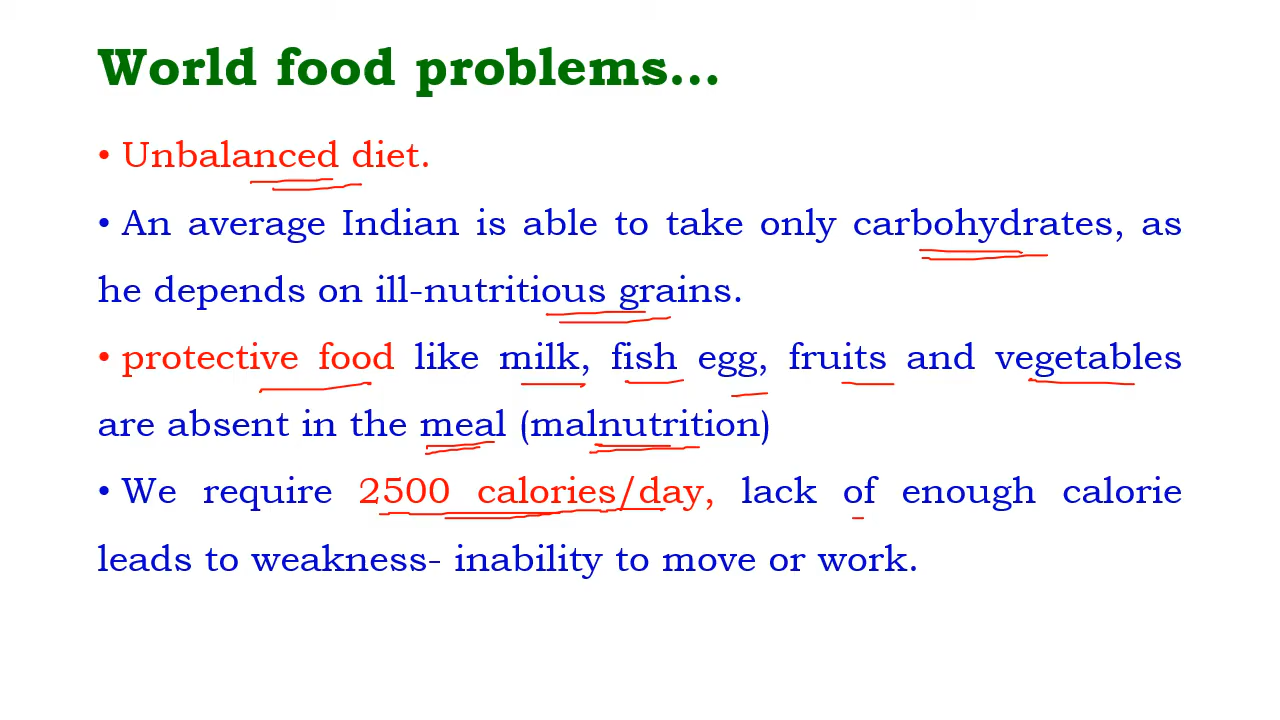 World food problems...
• Unbalanced diet.
• An average Indian is able to take only carbohydrates, as
he depends on ill-nutritious grains.
• protective food like milk, fish egg, fruits and vegetables
are absent in the meal (malnutrition)
• We require 2500 calories/day, lack of enough calorie
leads to weakness- inability to move or work.